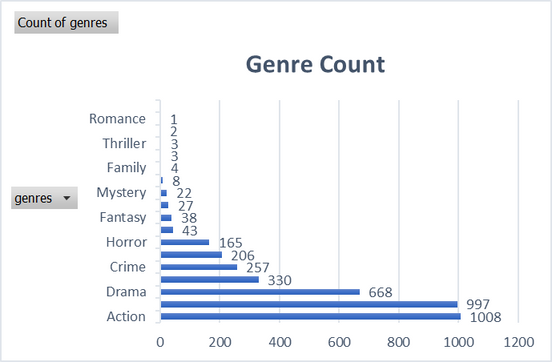 Count of genres
Genre Count
Romance 1
2
Thriller 3
3
Family 4
8
genres
Mystery 22
27
Fantasy 38
43
Horror 165
206
Crime 257
330
Drama 668
997
Action 1008
0 200 400 600 800 1000 1200